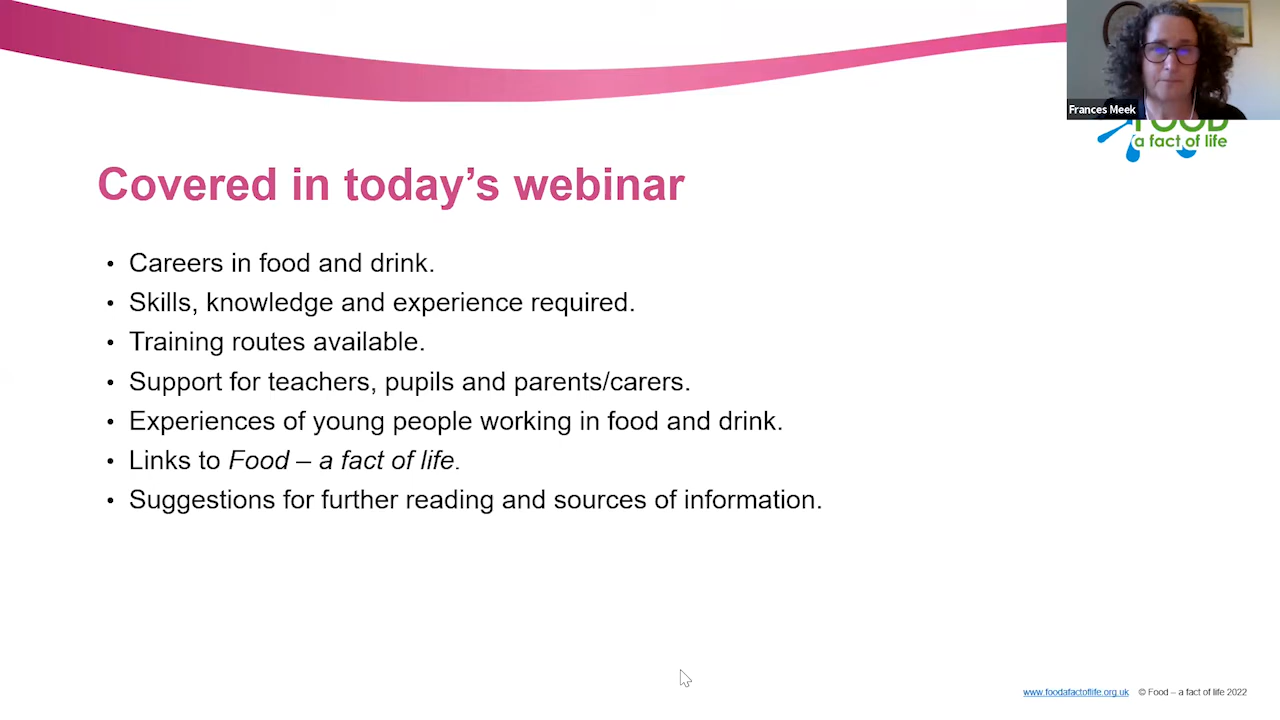 Frances Meek
FOOD
a fact of life
Covered in today’s webinar
• Careers in food and drink.
• Skills, knowledge and experience required.
• Training routes available.
• Support for teachers, pupils and parents/carers.
• Experiences of young people working in food and drink.
• Links to Food – a fact of life.
• Suggestions for further reading and sources of information.
www.foodafactoflife.org.uk © Food – a fact of life 2022